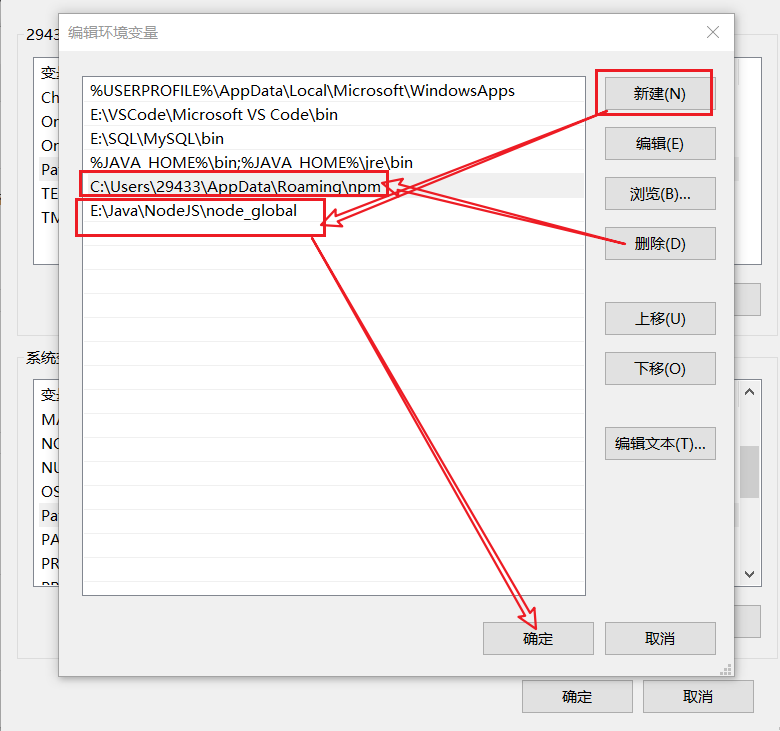 编辑环境变量
2943
变
Ch
Or
Or
Pa
TE
TM
%USERPROFILE%\AppData\Local\Microsoft\WindowsApps
E:\VSCode\Microsoft VS Code\bin
E:\SQL\MySQL\bin
%JAVA_HOME%\bin;%JAVA_HOME%\jre\bin
C:\Users\29433\AppData\Roaming\npm
E:\Java\NodeJS\node_global
新建(N)
编辑(E)
浏览(B)...
删除(D)
上移(U)
下移(O)
编辑文本(T)...
系统
变
MA
NO
NU
OS
Pa
PA
PR
确定
取消
确定
取消